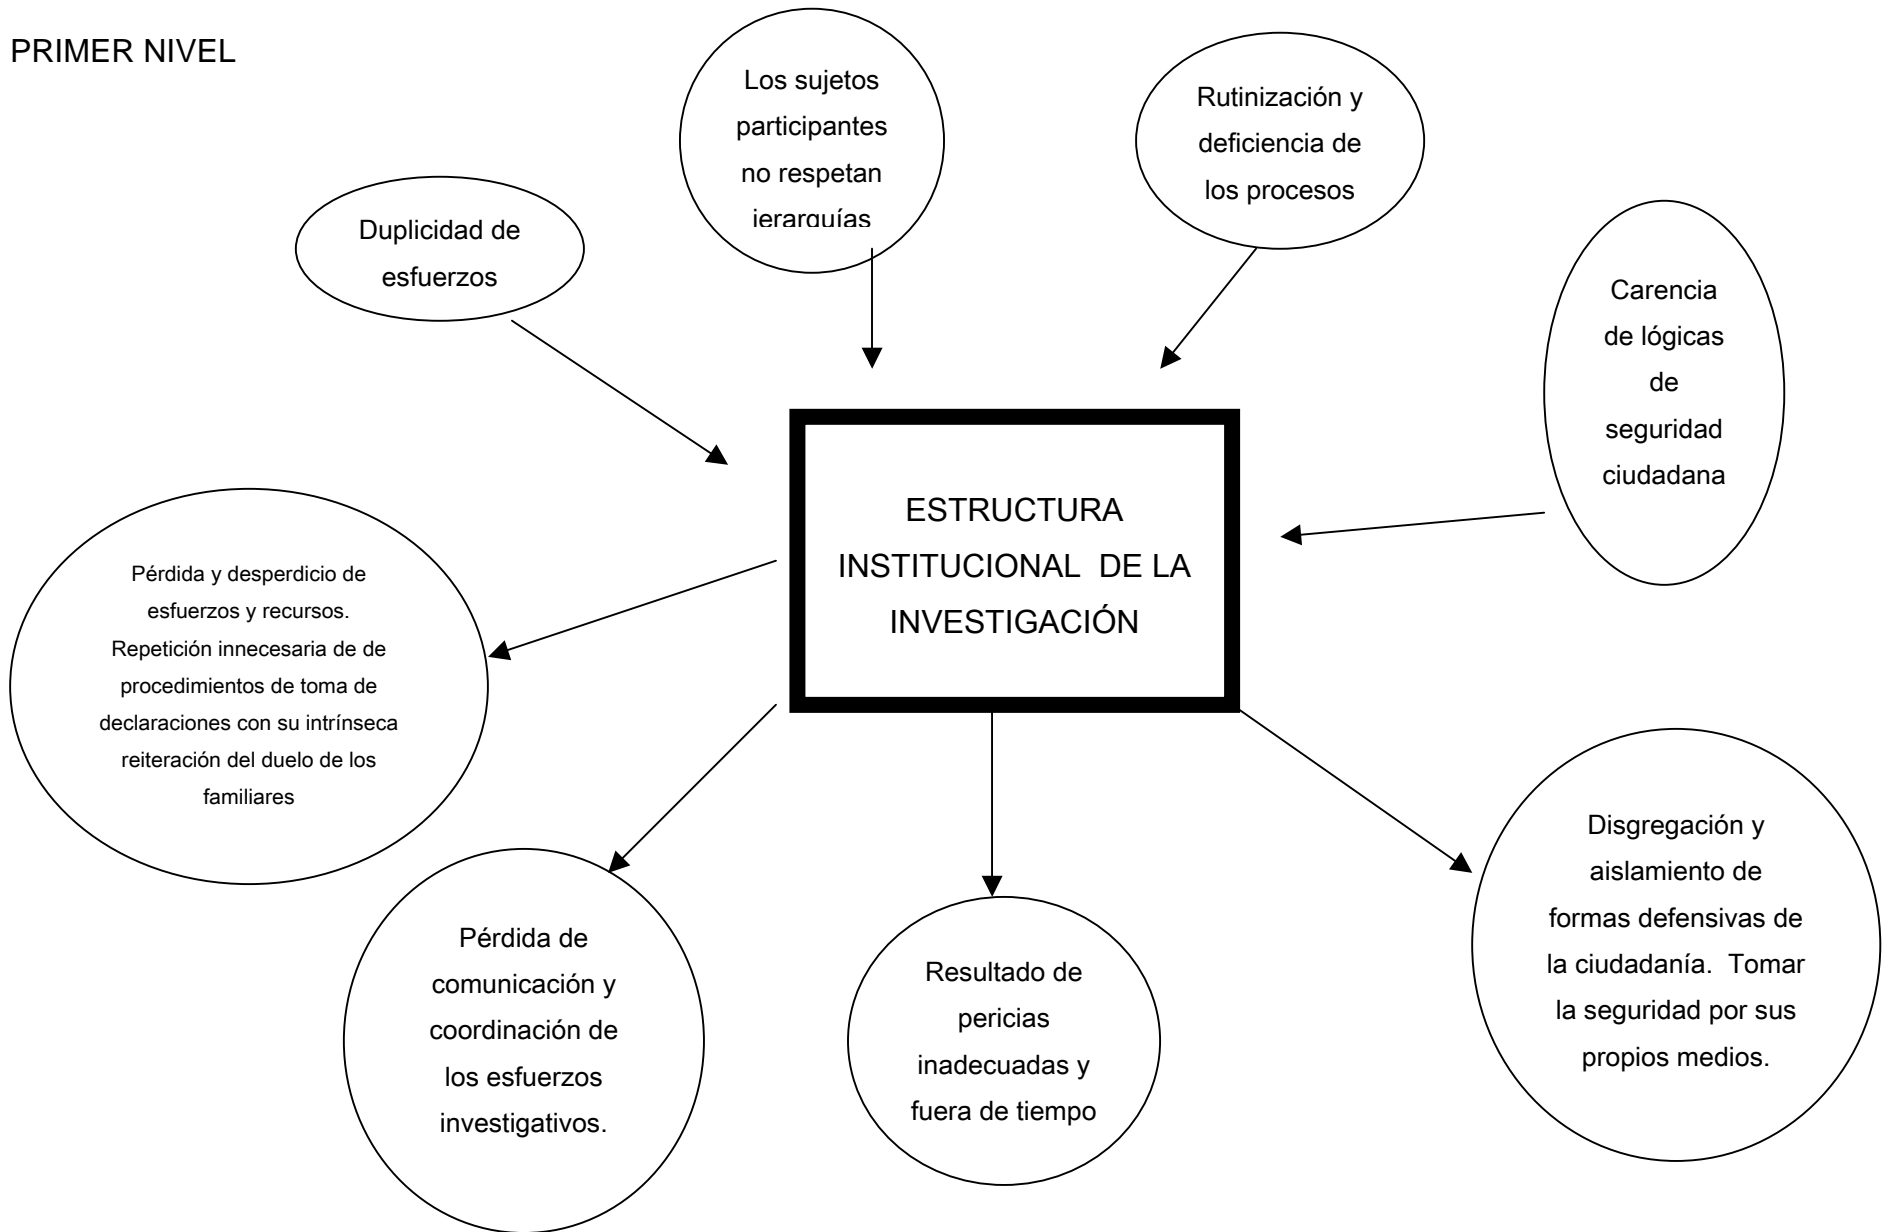 PRIMER NIVEL
Los sujetos
participantes
no respetan
jerarquías
Rutinización y
deficiencia de
los procesos
Duplicidad de
esfuerzos
Carencia
de lógicas
de
seguridad
ciudadana
ESTRUCTURA
INSTITUCIONAL DE LA
INVESTIGACIÓN
Pérdida y desperdicio de
esfuerzos y recursos.
Repetición innecesaria de de
procedimientos de toma de
declaraciones con su intrínseca
reiteración del duelo de los
familiares
Pérdida de
comunicación y
coordinación de
los esfuerzos
investigativos.
Resultado de
pericias
inadecuadas y
fuera de tiempo
Disgregación y
aislamiento de
formas defensivas de
la ciudadanía. Tomar
la seguridad por sus
propios medios.